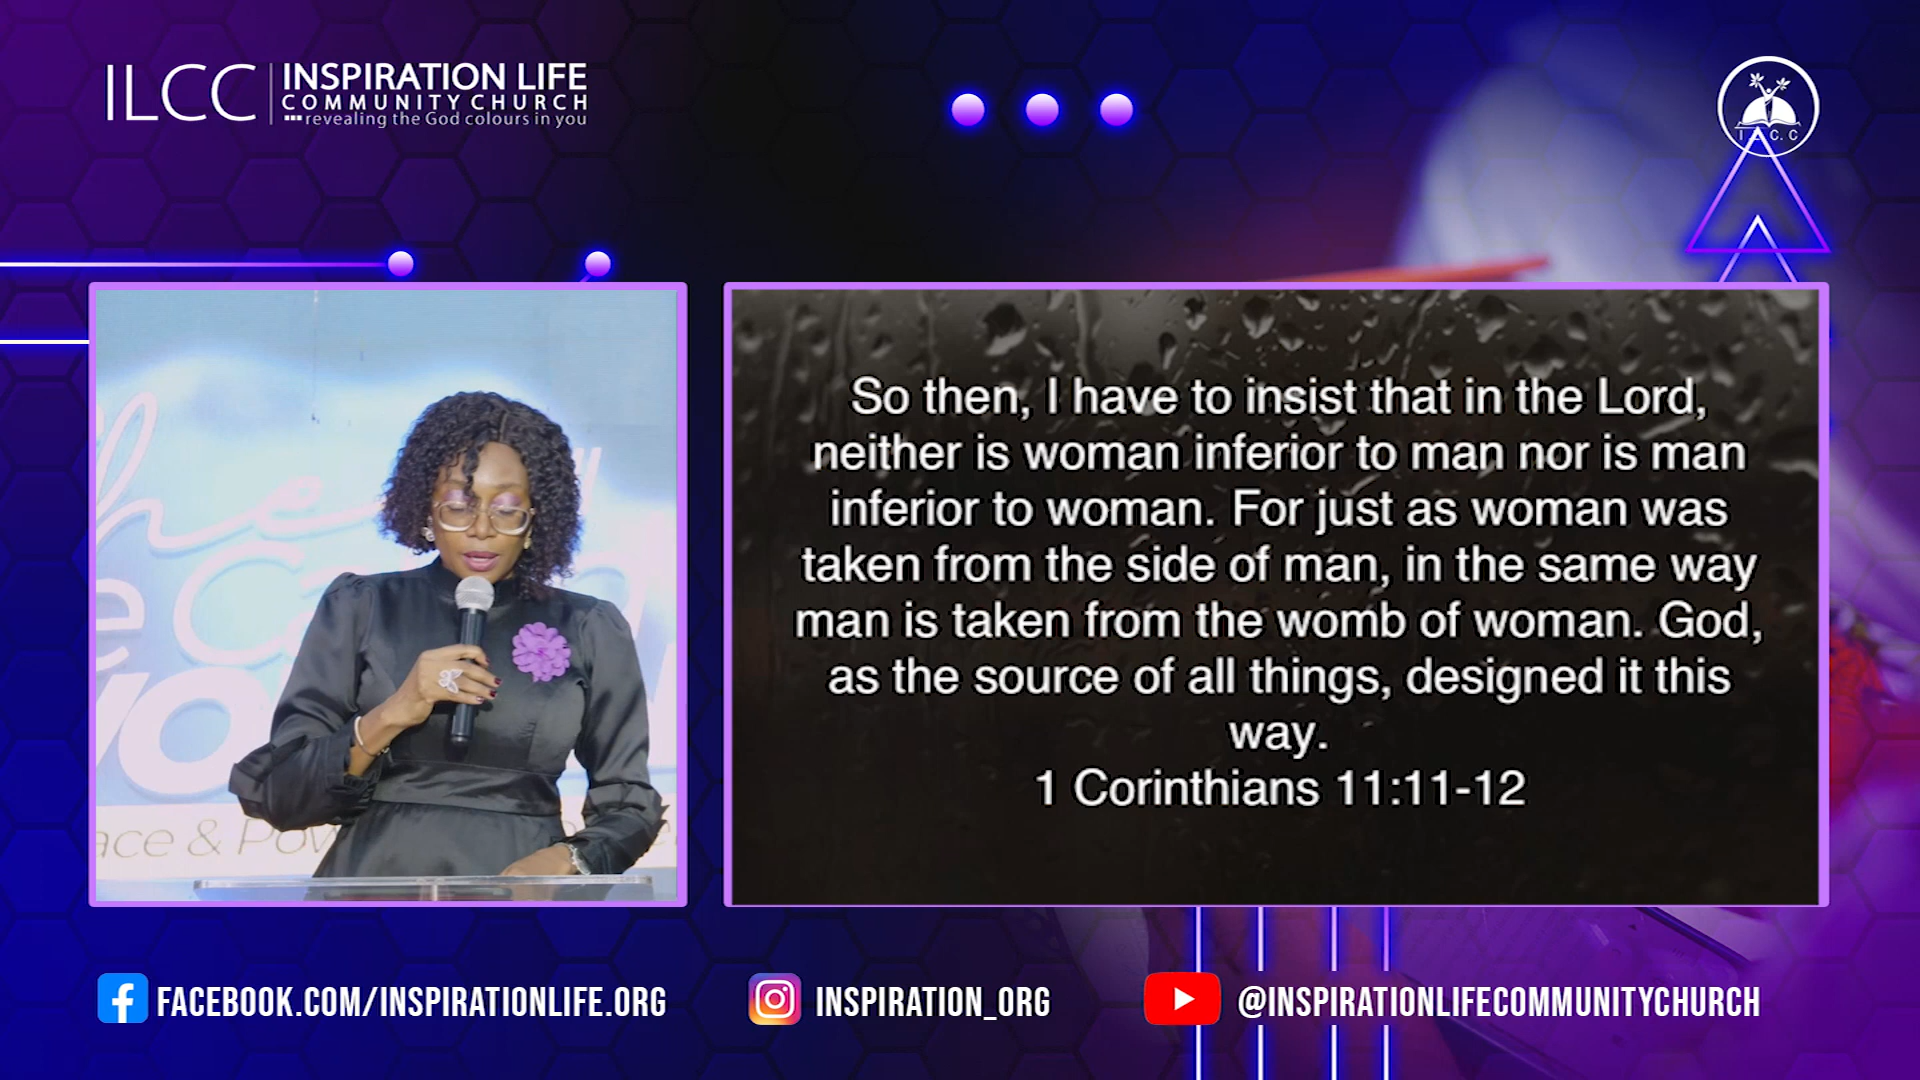 ILCC
INSPIRATION LIFE
COMMUNITY CHURCH
...revealing the God colours in you
I L C. C
So then, I have to insist that in the Lord,
neither is woman inferior to man nor is man
inferior to woman. For just as woman was
taken from the side of man, in the same way
man is taken from the womb of woman. God,
as the source of all things, designed it this
way.
1 Corinthians 11:11-12
ace &
FACEBOOK.COM/INSPIRATIONLIFE.ORG
INSPIRATION_ORG
@INSPIRATIONLIFECOMMUNITYCHURCH